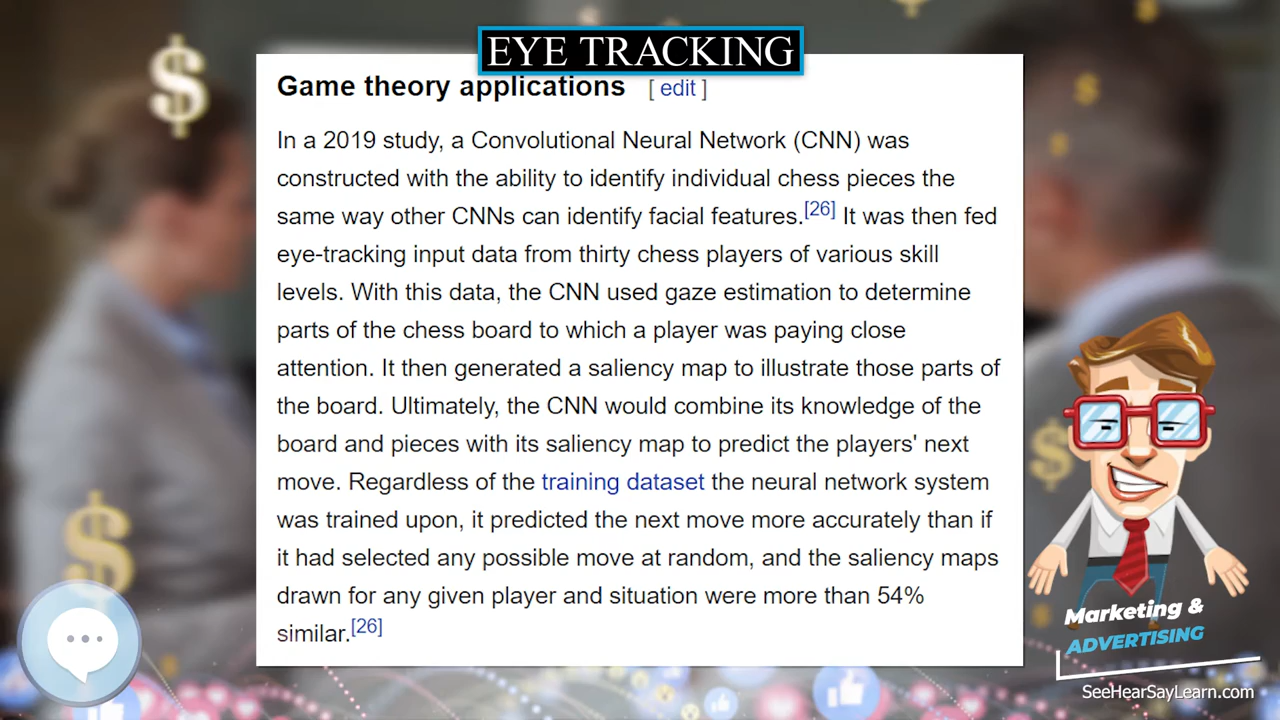 EYE TRACKING
Game theory applications [ edit ]
In a 2019 study, a Convolutional Neural Network (CNN) was
constructed with the ability to identify individual chess pieces the
same way other CNNs can identify facial features.[26] It was then fed
eye-tracking input data from thirty chess players of various skill
levels. With this data, the CNN used gaze estimation to determine
parts of the chess board to which a player was paying close
attention. It then generated a saliency map to illustrate those parts of
the board. Ultimately, the CNN would combine its knowledge of the
board and pieces with its saliency map to predict the players' next
move. Regardless of the training dataset the neural network system
was trained upon, it predicted the next move more accurately than if
it had selected any possible move at random, and the saliency maps
drawn for any given player and situation were more than 54%
similar.[26]
Marketing &
ADVERTISING
SeeHearSayLearn.com